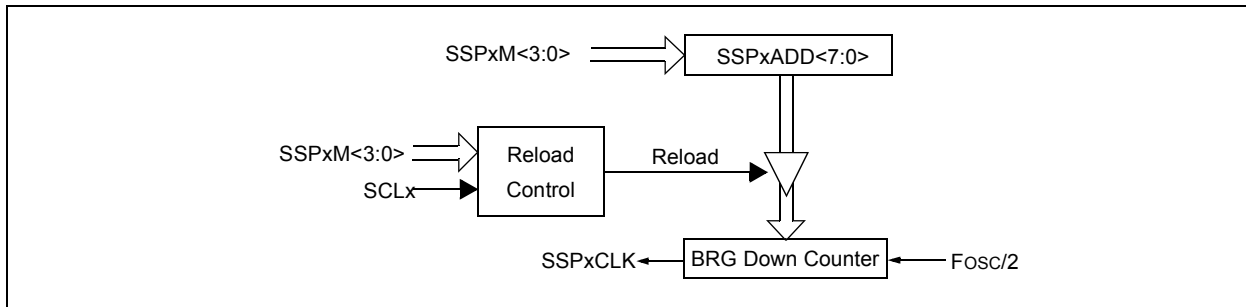 SSPxM<3:0>
SSPxADD<7:0>
SSPxM<3:0>
SCLx
Reload
Control
Reload
SSPxCLK
BRG Down Counter
FOSC/2